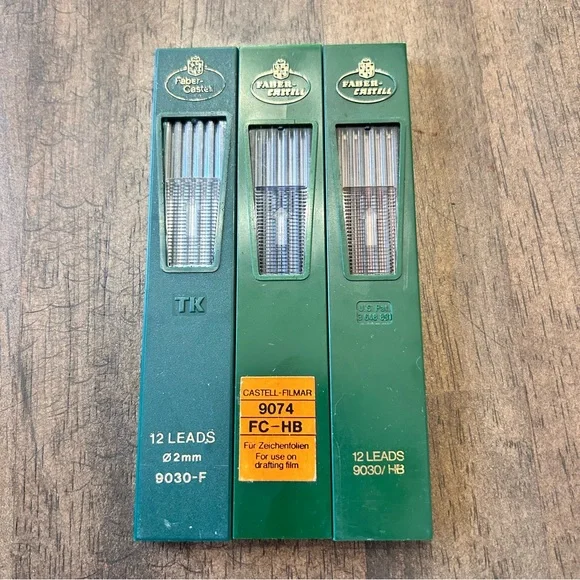 Faber-
Castell
TK
12 LEADS
Ø2mm
9030-F
FABER-
CASTELL
CASTELL-FILMAR
9074
FC-HB
Für Zeichenfolien
For use on
drafting film
FABER-
CASTELL
U.S. Pat.
12 LEADS
9030/HB